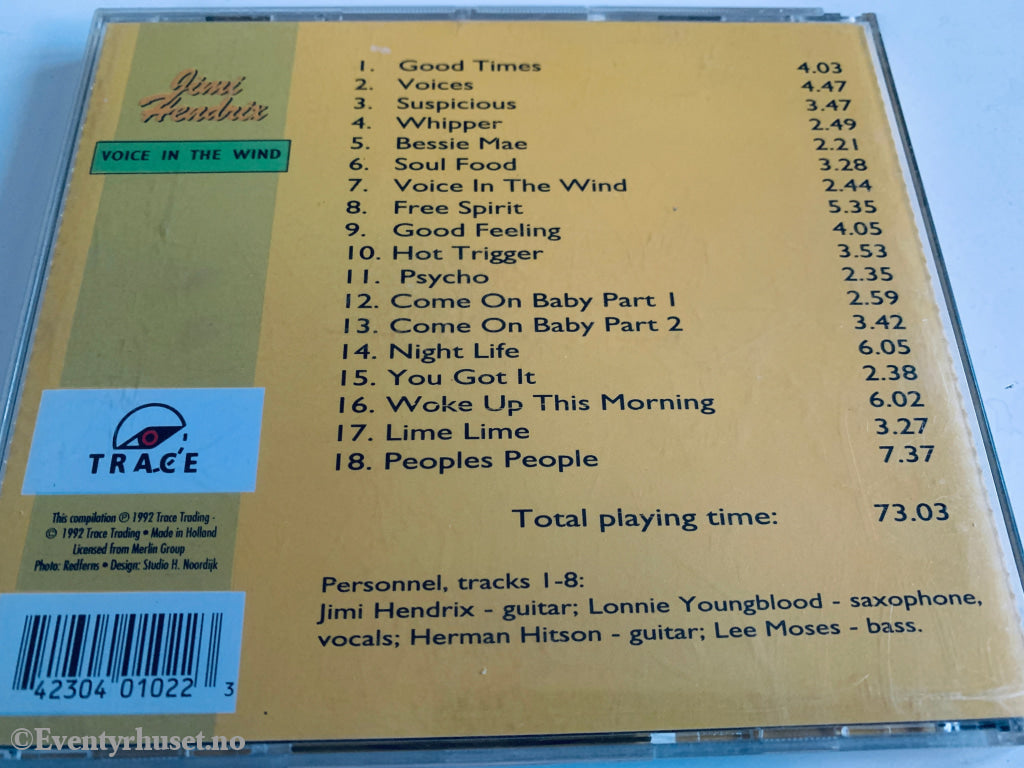 Jimi
Hendrix
VOICE IN THE WIND
1. Good Times 4.03
2. Voices 4.47
3. Suspicious 3.47
4. Whipper 2.49
5. Bessie Mae 2.21
6. Soul Food 3.28
7. Voice In The Wind 2.44
8. Free Spirit 5.35
9. Good Feeling 4.05
10. Hot Trigger 3.53
11. Psycho 2.35
12. Come On Baby Part 1 2.59
13. Come On Baby Part 2 3.42
14. Night Life 6.05
15. You Got It 2.38
16. Woke Up This Morning 6.02
17. Lime Lime 3.27
18. Peoples People 7.37
Total playing time: 73.03
TRACE
This compilation ℗ 1992 Trace Trading -
© 1992 Trace Trading • Made in Holland
Licensed from Merlin Group
Photo: Redferns • Design: Studio H. Noordijk
Personnel, tracks 1-8:
Jimi Hendrix - guitar; Lonnie Youngblood - saxophone,
vocals; Herman Hitson - guitar; Lee Moses - bass.
42304 01022 3
©Eventyrhuset.no